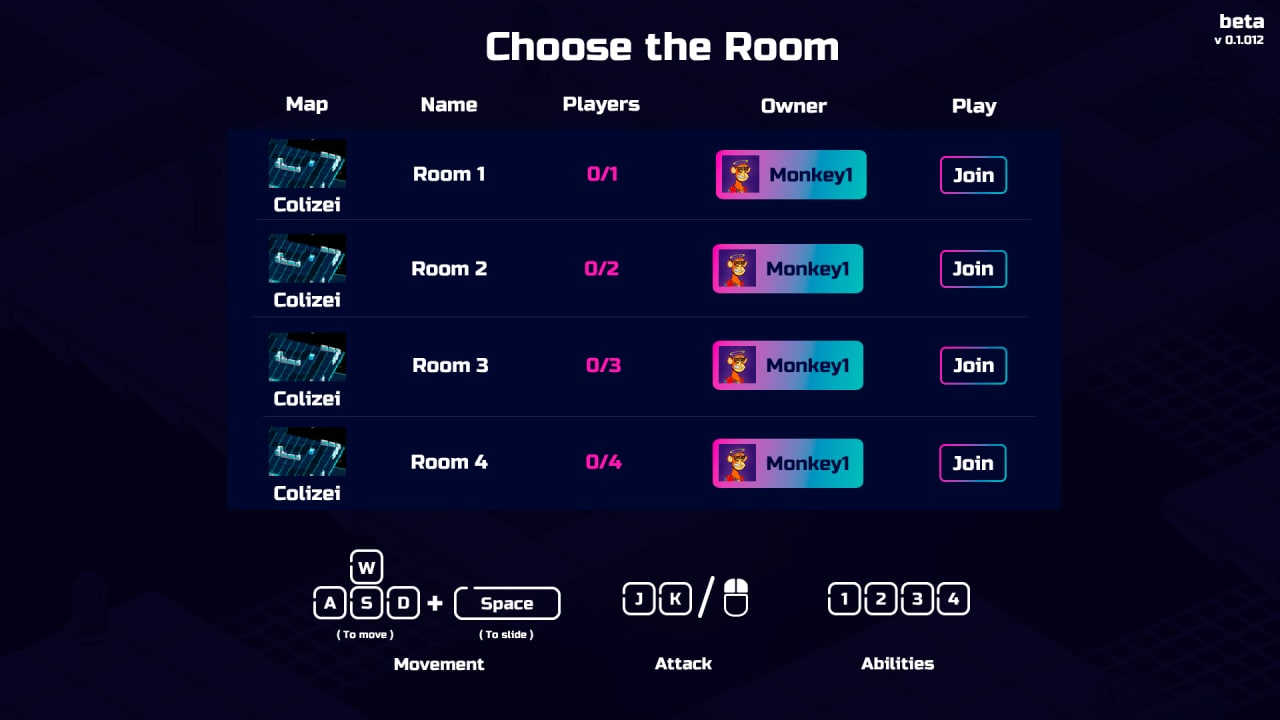 beta
v 0.1.012
Choose the Room
Map Name Players Owner Play
Room 1 0/1 Monkey1 Join
Colizei
Room 2 0/2 Monkey1 Join
Colizei
Room 3 0/3 Monkey1 Join
Colizei
Room 4 0/4 Monkey1 Join
Colizei
W
A S D + Space
J K /
1 2 3 4
( To move ) ( To slide )
Movement Attack Abilities